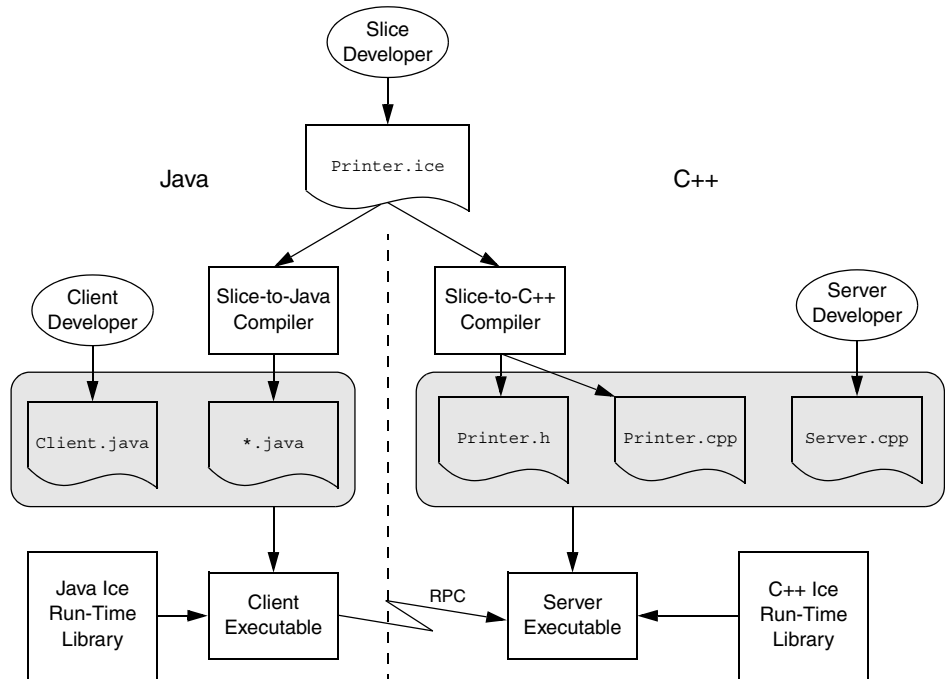 Slice
Developer
Printer.ice
Java
C++
Client
Developer
Slice-to-Java
Compiler
Slice-to-C++
Compiler
Server
Developer
Client.java
*.java
Printer.h
Printer.cpp
Server.cpp
Java Ice
Run-Time
Library
Client
Executable
RPC
Server
Executable
C++ Ice
Run-Time
Library